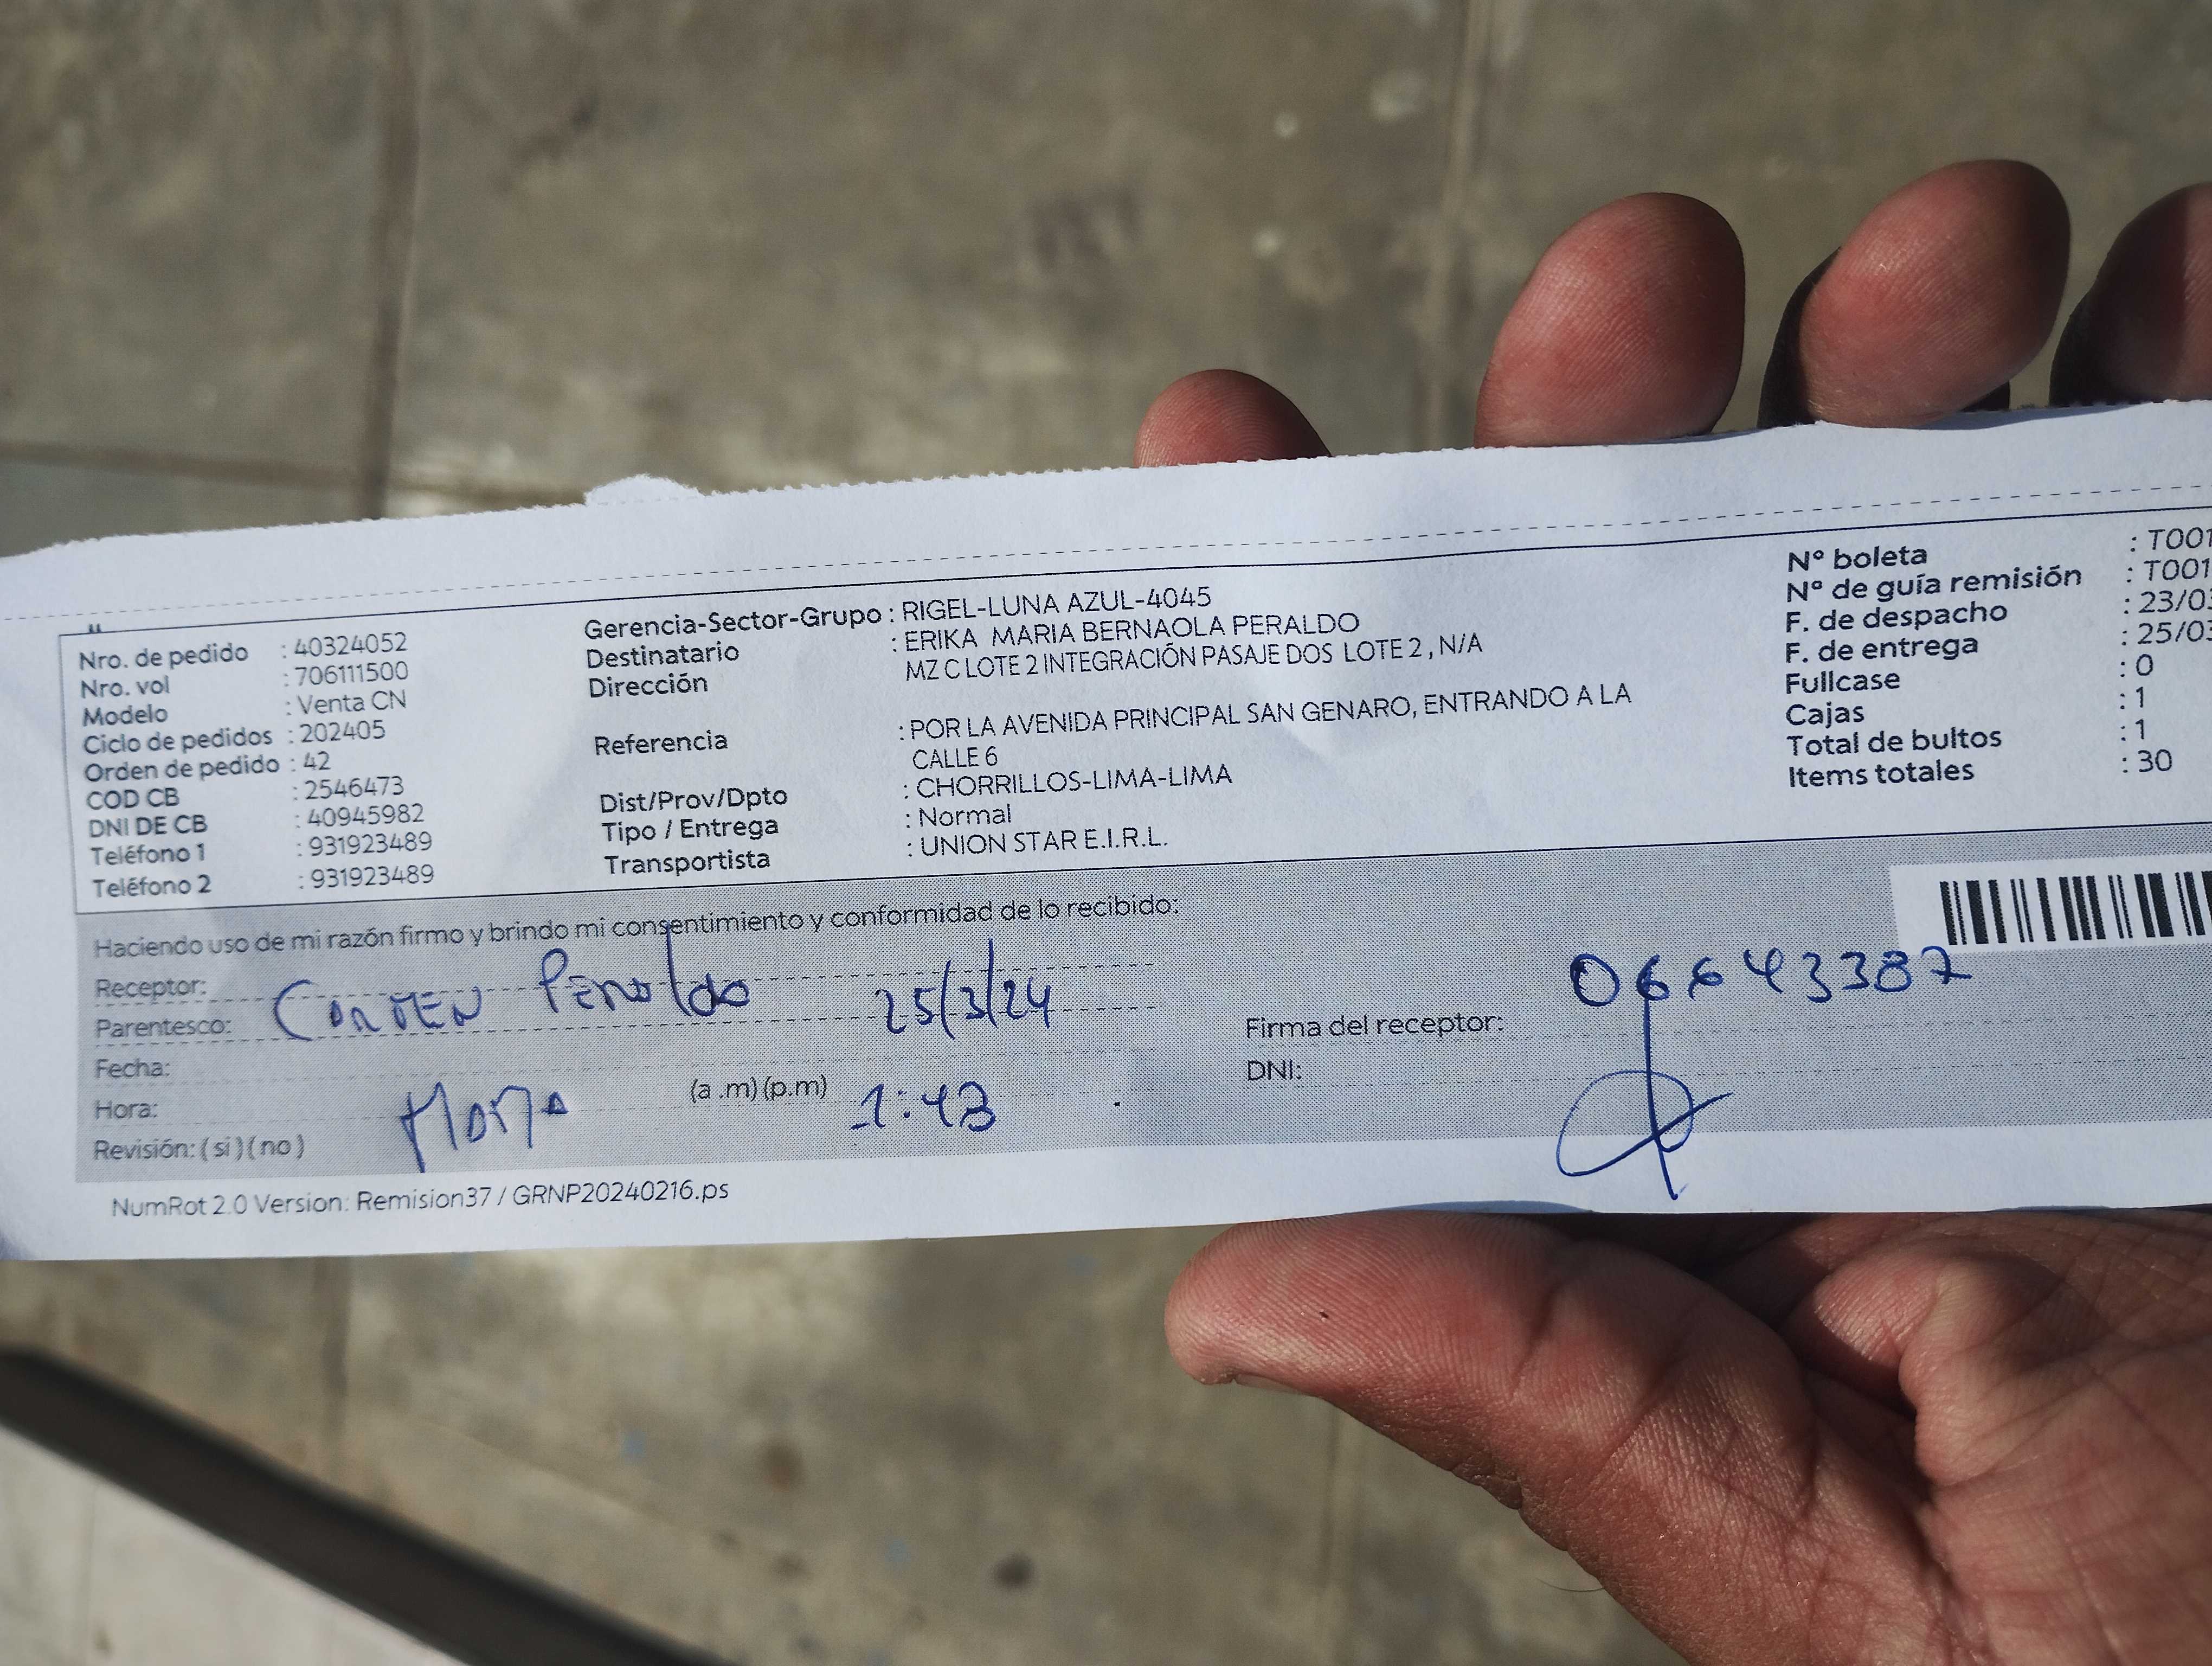 Nro. de pedido : 40324052
Nro. vol : 706111500
Modelo : Venta CN
Ciclo de pedidos : 202405
Orden de pedido : 42
COD CB : 2546473
DNI DE CB : 40945982
Teléfono 1 : 931923489
Teléfono 2 : 931923489
Gerencia-Sector-Grupo : RIGEL-LUNA AZUL-4045
Destinatario : ERIKA MARIA BERNAOLA PERALDO
Dirección MZ C LOTE 2 INTEGRACIÓN PASAJE DOS LOTE 2 , N/A
Referencia : POR LA AVENIDA PRINCIPAL SAN GENARO, ENTRANDO A LA
CALLE 6
Dist/Prov/Dpto : CHORRILLOS-LIMA-LIMA
Tipo / Entrega : Normal
Transportista : UNION STAR E.I.R.L.
N° boleta : T001
N° de guía remisión : T001
F. de despacho : 23/03
F. de entrega : 25/03
Fullcase : 0
Cajas : 1
Total de bultos : 1
Items totales : 30
Haciendo uso de mi razón firmo y brindo mi consentimiento y conformidad de lo recibido:
Receptor:
Parentesco: Peraldo 25/3/24
Fecha:
Hora: (a .m) (p.m) 1:43
Revisión: ( si ) ( no )
06643387
Firma del receptor:
DNI:
NumRot 2.0 Version: Remision37 / GRNP20240216.ps